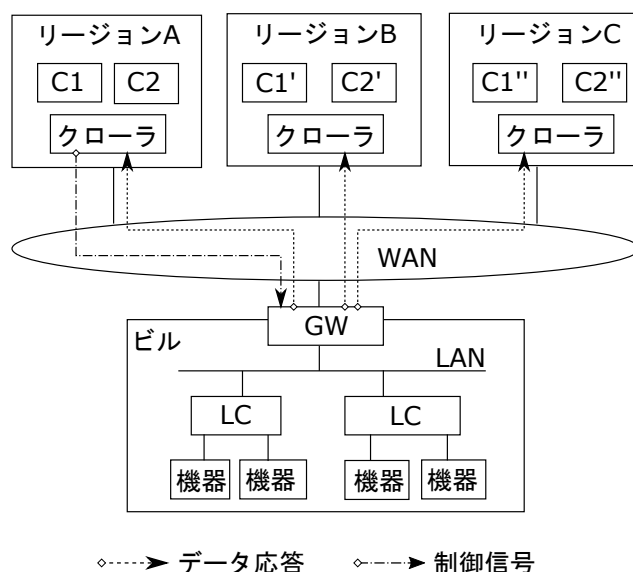 リージョンA リージョンB リージョンC
C1 C2 C1' C2' C1'' C2''
クローラ クローラ クローラ
WAN
GW
ビル
LAN
LC LC
機器 機器 機器 機器
データ応答 制御信号